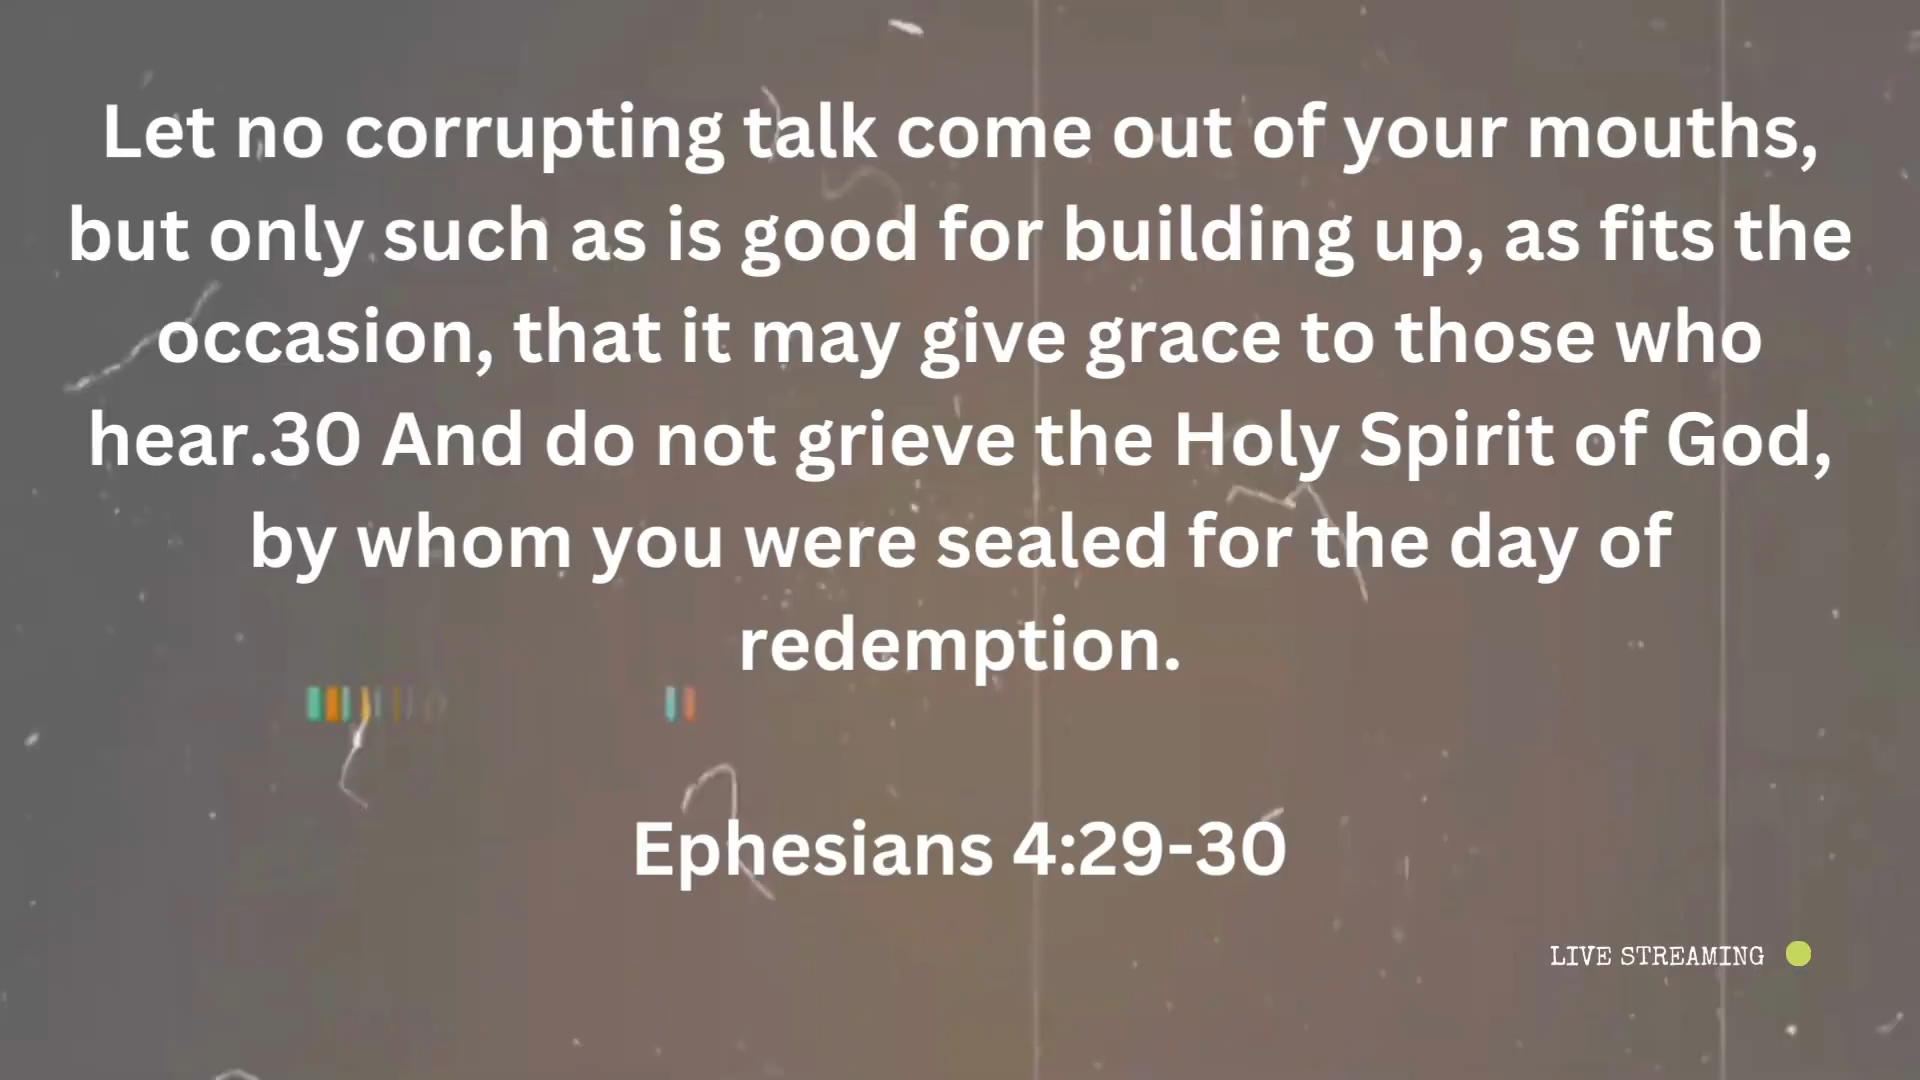 Let no corrupting talk come out of your mouths,
but only such as is good for building up, as fits the
occasion, that it may give grace to those who
hear.30 And do not grieve the Holy Spirit of God,
by whom you were sealed for the day of
redemption.
Ephesians 4:29-30
LIVE STREAMING